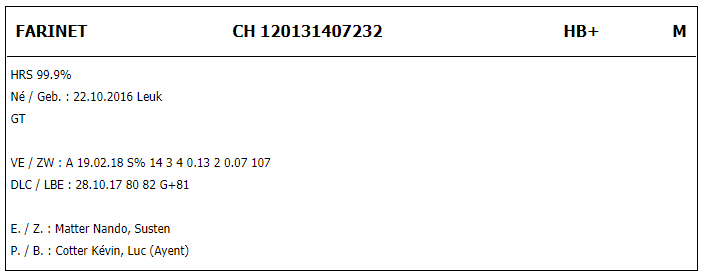 FARINET CH 120131407232 HB+ M
HRS 99.9%
Né / Geb. : 22.10.2016 Leuk
GT
VE / ZW : A 19.02.18 S% 14 3 4 0.13 2 0.07 107
DLC / LBE : 28.10.17 80 82 G+81
E. / Z. : Matter Nando, Susten
P. / B. : Cotter Kévin, Luc (Ayent)